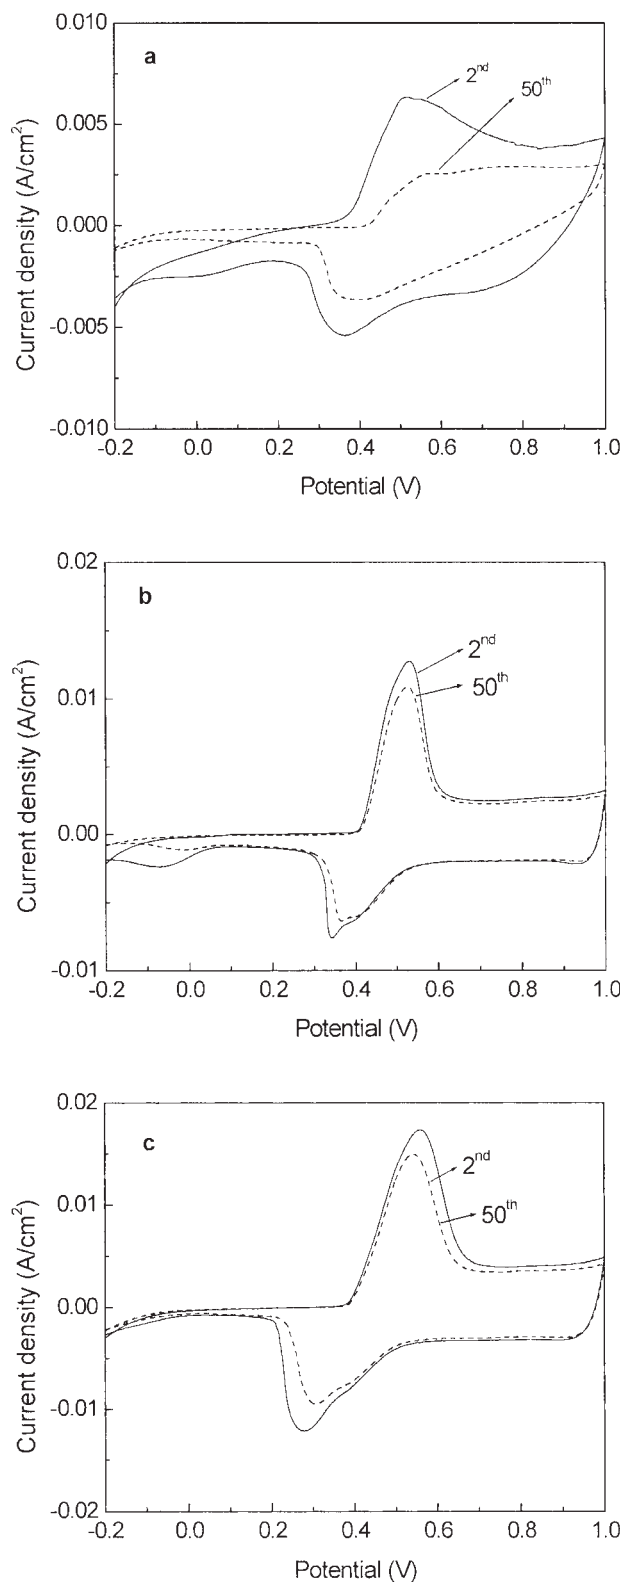 a
2nd
50th
0.010
0.005
0.000
-0.005
-0.010
Current density (A/cm2)
-0.2 0.0 0.2 0.4 0.6 0.8 1.0
Potential (V)
b
2nd
50th
0.02
0.01
0.00
-0.01
Current density (A/cm2)
-0.2 0.0 0.2 0.4 0.6 0.8 1.0
Potential (V)
c
2nd
50th
0.02
0.01
0.00
-0.01
-0.02
Current density (A/cm2)
-0.2 0.0 0.2 0.4 0.6 0.8 1.0
Potential (V)